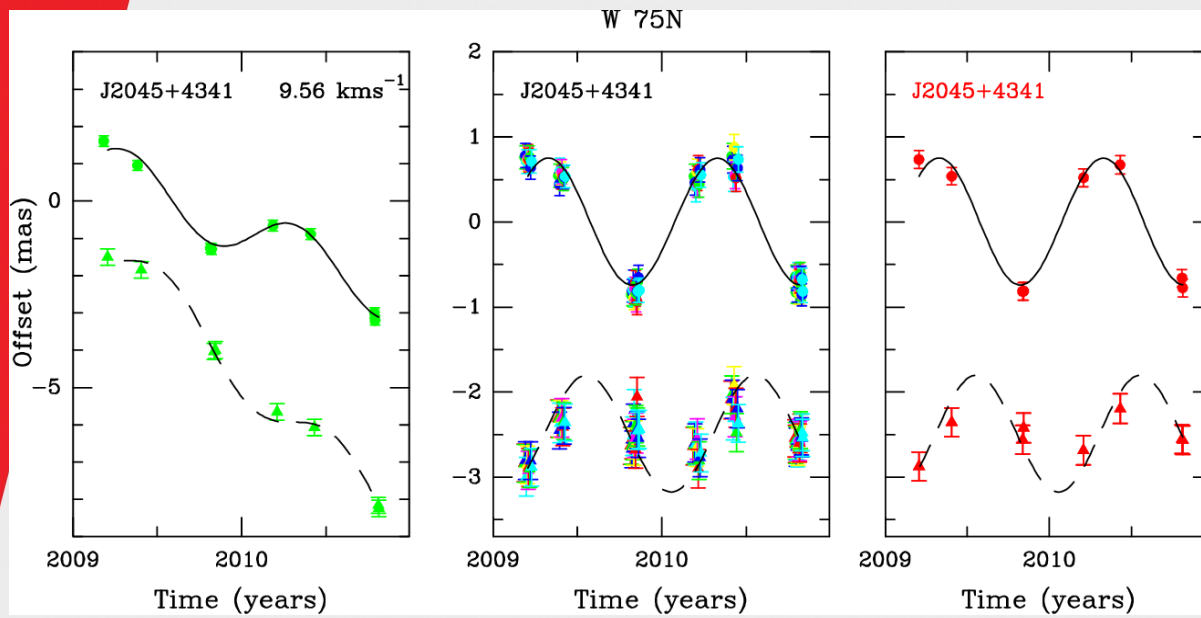 W 75N
J2045+4341 9.56 kms⁻¹
0
−5
Offset (mas)
2009 2010
Time (years)
J2045+4341
2
1
0
−1
−2
−3
2009 2010
Time (years)
J2045+4341
2009 2010
Time (years)